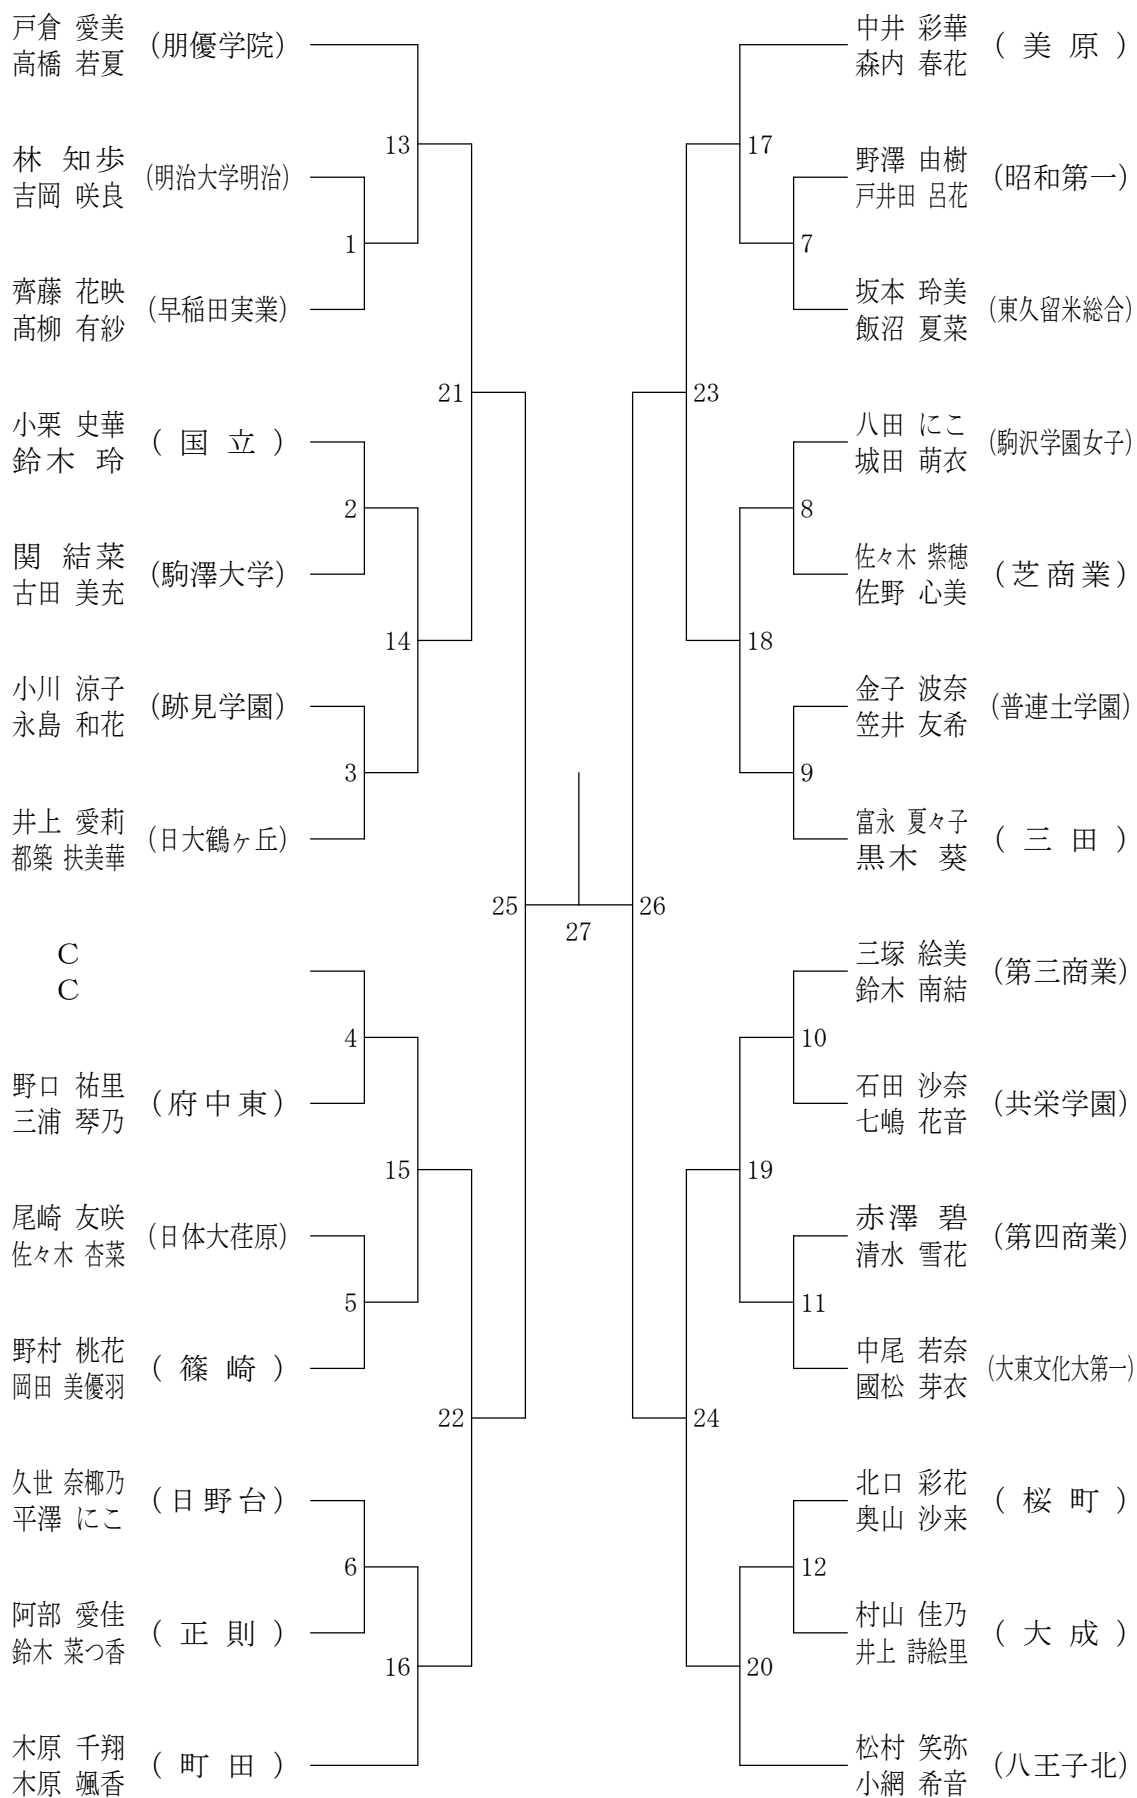 戸倉 愛美
高橋 若夏
(朋優学院)
13
林 知歩
吉岡 咲良
(明治大学明治)
1
齊藤 花映
髙柳 有紗
(早稲田実業)
21
小栗 史華
鈴木 玲
( 国 立 )
2
関 結菜
古田 美充
(駒澤大学)
14
小川 涼子
永島 和花
(跡見学園)
3
井上 愛莉
都築 扶美華
(日大鶴ヶ丘)
25
C
C
4
野口 祐里
三浦 琴乃
(府中東)
15
尾崎 友咲
佐々木 杏菜
(日体大荏原)
5
野村 桃花
岡田 美優羽
( 篠 崎 )
22
久世 奈椰乃
平澤 にこ
(日野台)
6
阿部 愛佳
鈴木 菜つ香
( 正 則 )
16
木原 千翔
木原 颯香
( 町 田 )
27
中井 彩華
森内 春花
( 美 原 )
17
野澤 由樹
戸井田 呂花
(昭和第一)
7
坂本 玲美
飯沼 夏菜
(東久留米総合)
23
八田 にこ
城田 萌衣
(駒沢学園女子)
8
佐々木 紫穂
佐野 心美
(芝商業)
18
金子 波奈
笠井 友希
(普連土学園)
9
富永 夏々子
黒木 葵
( 三 田 )
26
三塚 絵美
鈴木 南結
(第三商業)
10
石田 沙奈
七嶋 花音
(共栄学園)
19
赤澤 碧
清水 雪花
(第四商業)
11
中尾 若奈
國松 芽衣
(大東文化大第一)
24
北口 彩花
奥山 沙来
( 桜 町 )
12
村山 佳乃
井上 詩絵里
( 大 成 )
20
松村 笑弥
小網 希音
(八王子北)